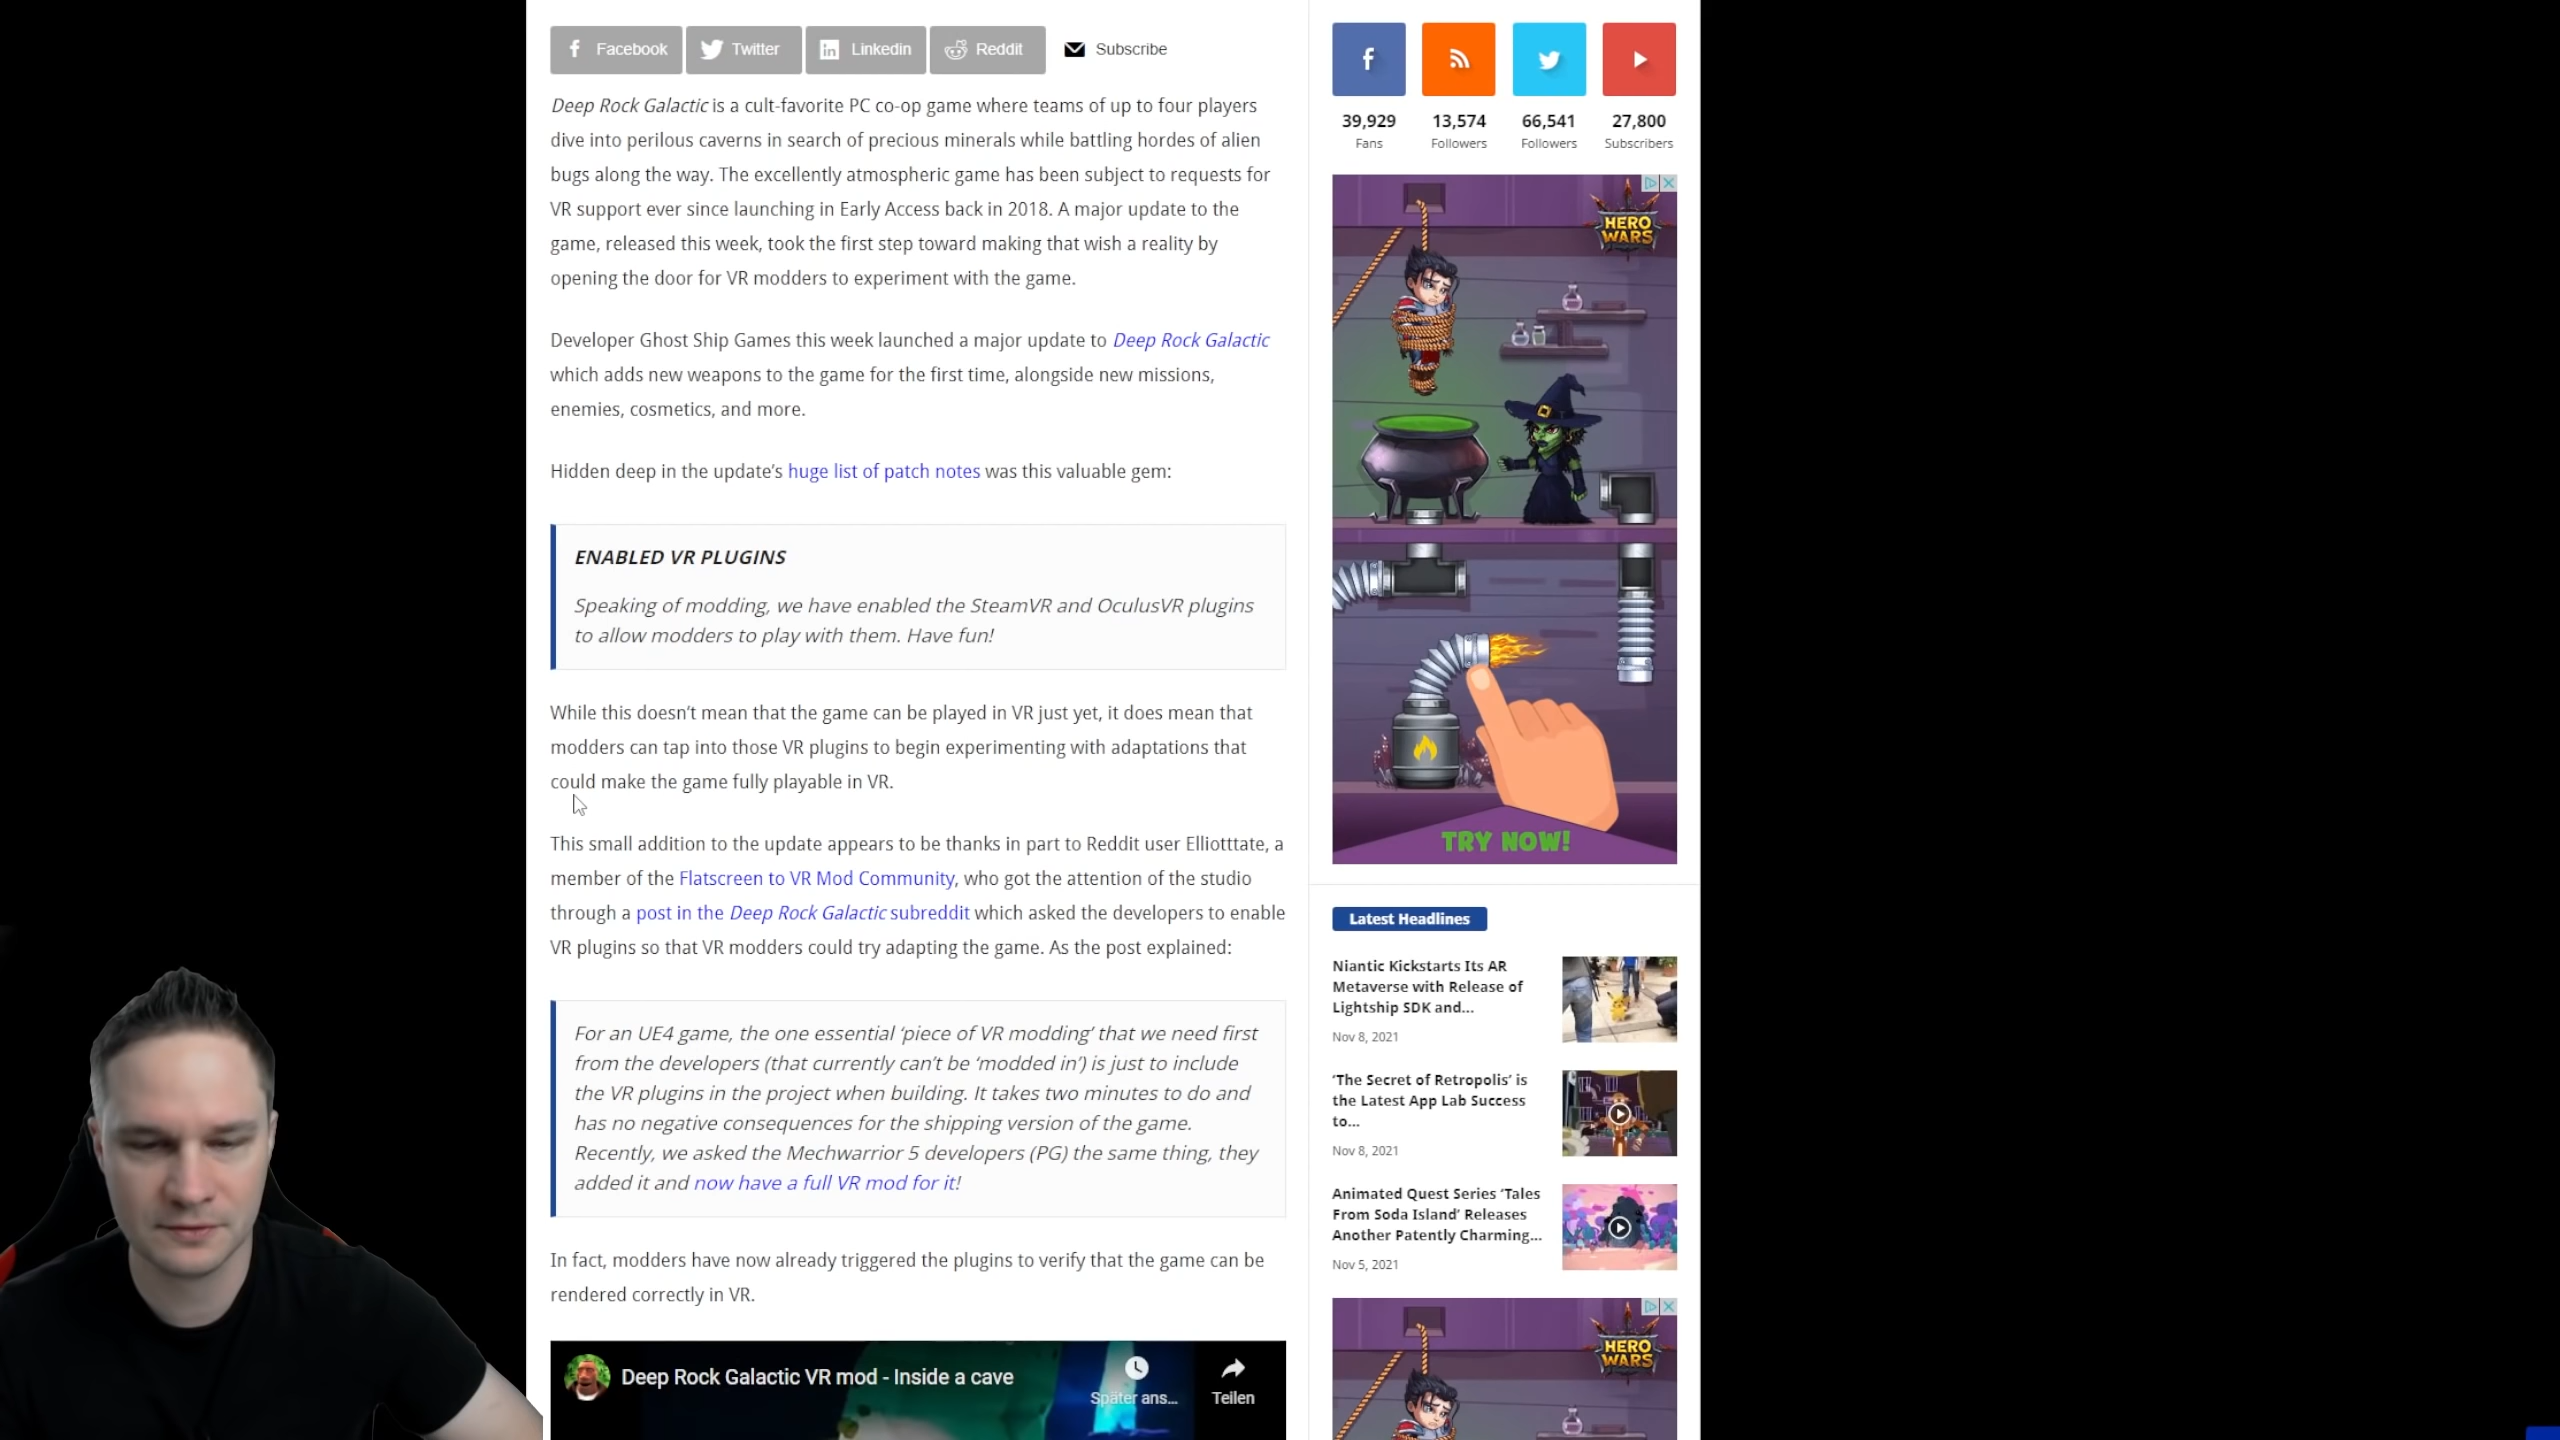 Facebook
Twitter
Linkedin
Reddit
Subscribe
Deep Rock Galactic is a cult-favorite PC co-op game where teams of up to four players
dive into perilous caverns in search of precious minerals while battling hordes of alien
bugs along the way. The excellently atmospheric game has been subject to requests for
VR support ever since launching in Early Access back in 2018. A major update to the
game, released this week, took the first step toward making that wish a reality by
opening the door for VR modders to experiment with the game.
Developer Ghost Ship Games this week launched a major update to Deep Rock Galactic
which adds new weapons to the game for the first time, alongside new missions,
enemies, cosmetics, and more.
Hidden deep in the update's huge list of patch notes was this valuable gem:
ENABLED VR PLUGINS
Speaking of modding, we have enabled the SteamVR and OculusVR plugins
to allow modders to play with them. Have fun!
While this doesn't mean that the game can be played in VR just yet, it does mean that
modders can tap into those VR plugins to begin experimenting with adaptations that
could make the game fully playable in VR.
This small addition to the update appears to be thanks in part to Reddit user Elliotttate, a
member of the Flatscreen to VR Mod Community, who got the attention of the studio
through a post in the Deep Rock Galactic subreddit which asked the developers to enable
VR plugins so that VR modders could try adapting the game. As the post explained:
For an UE4 game, the one essential ‘piece of VR modding’ that we need first
from the developers (that currently can't be ‘modded in’) is just to include
the VR plugins in the project when building. It takes two minutes to do and
has no negative consequences for the shipping version of the game.
Recently, we asked the Mechwarrior 5 developers (PG) the same thing, they
added it and now have a full VR mod for it!
In fact, modders have now already triggered the plugins to verify that the game can be
rendered correctly in VR.
Deep Rock Galactic VR mod - Inside a cave
Später ans...
Teilen
39,929
Fans
13,574
Followers
66,541
Followers
27,800
Subscribers
HERO
WARS
TRY NOW!
Latest Headlines
Niantic Kickstarts Its AR
Metaverse with Release of
Lightship SDK and...
Nov 8, 2021
‘The Secret of Retropolis’ is
the Latest App Lab Success
to...
Nov 8, 2021
Animated Quest Series ‘Tales
From Soda Island’ Releases
Another Patently Charming...
Nov 5, 2021
HERO
WARS